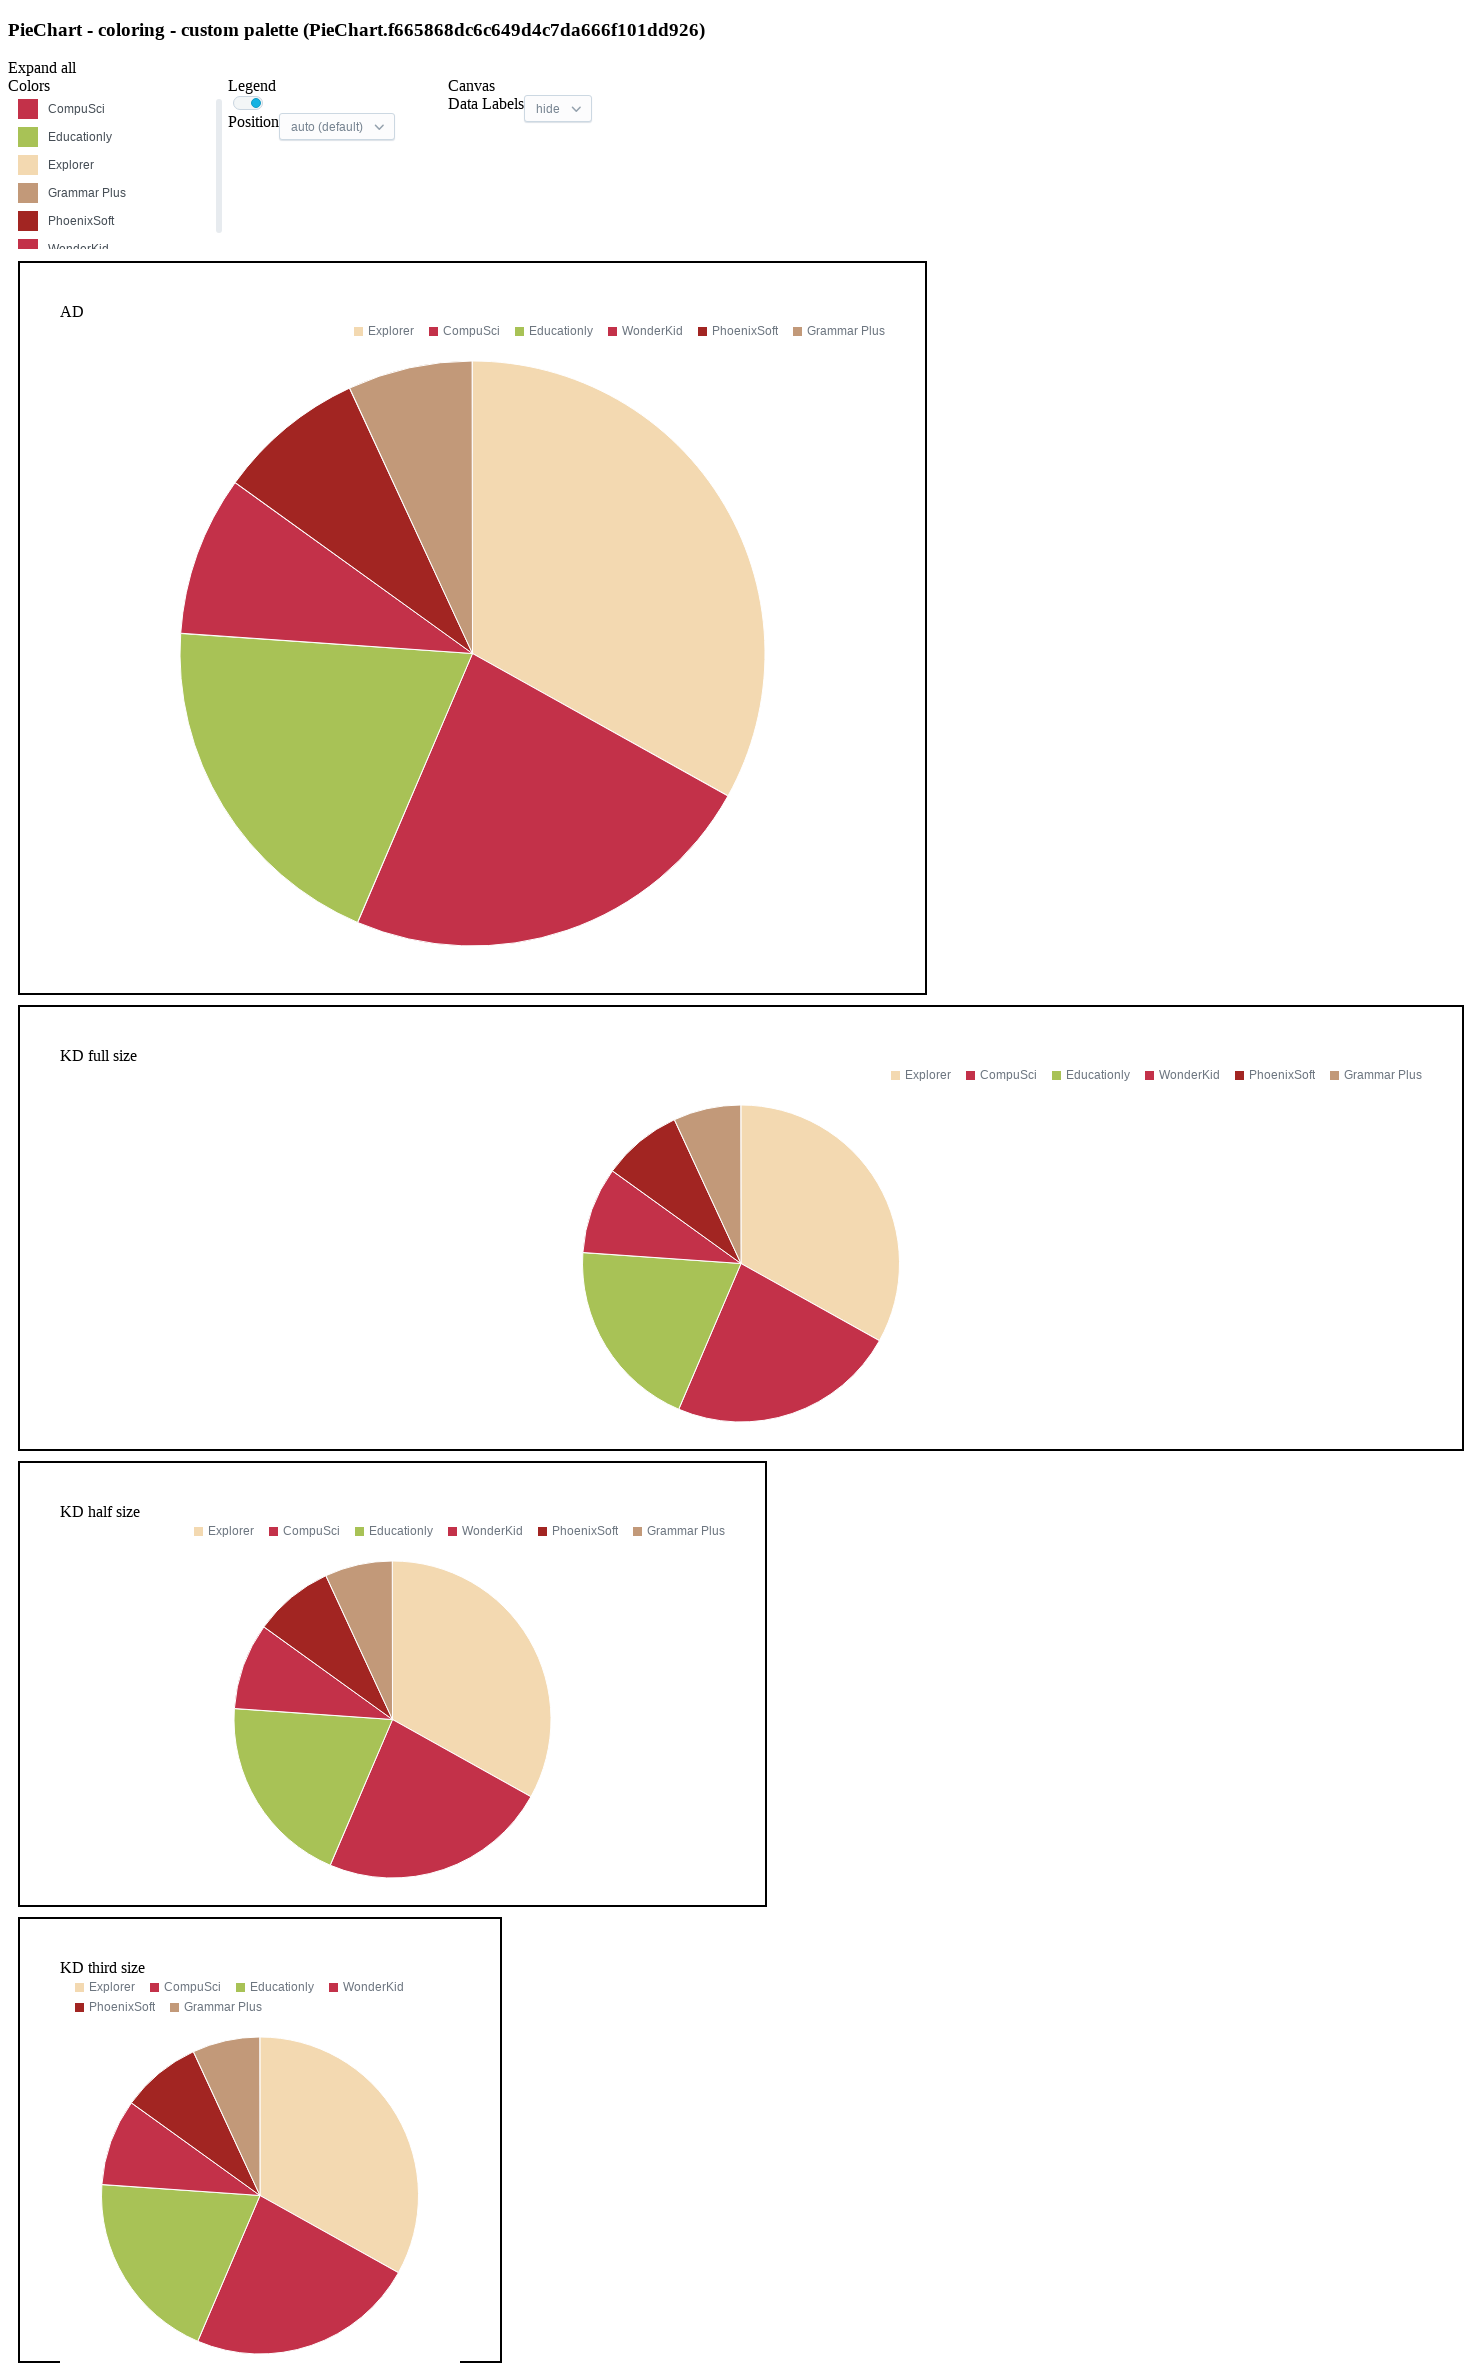 PieChart - coloring - custom palette (PieChart.f665868dc6c649d4c7da666f101dd926)
Expand all
Colors
CompuSci
Educationly
Explorer
Grammar Plus
PhoenixSoft
WonderKid
Legend
Position auto (default)
Canvas
Data Labels hide
AD
Explorer CompuSci Educationly WonderKid PhoenixSoft Grammar Plus
KD full size
Explorer CompuSci Educationly WonderKid PhoenixSoft Grammar Plus
KD half size
Explorer CompuSci Educationly WonderKid PhoenixSoft Grammar Plus
KD third size
Explorer CompuSci Educationly WonderKid
PhoenixSoft Grammar Plus